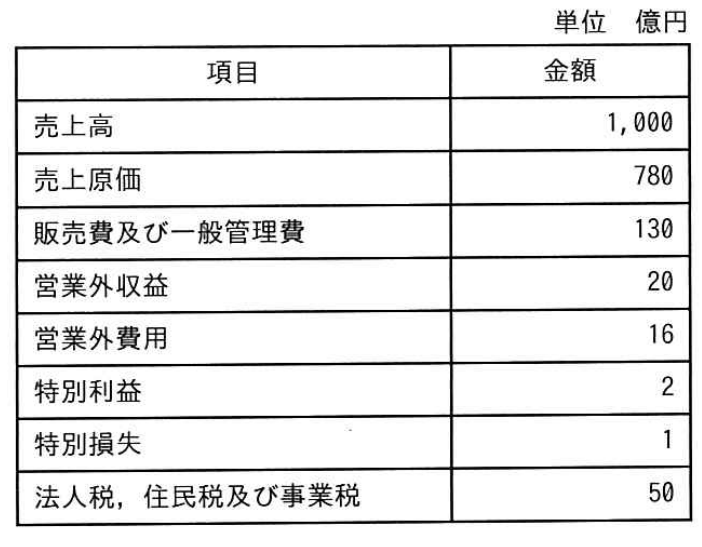 単位　億円
項目 金額
売上高 1,000
売上原価 780
販売費及び一般管理費 130
営業外収益 20
営業外費用 16
特別利益 2
特別損失 1
法人税，住民税及び事業税 50